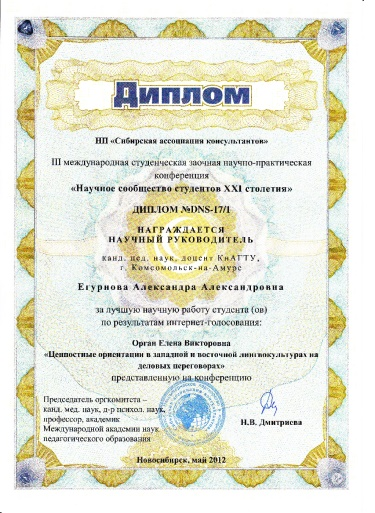 ДИПЛОМ
НП «Сибирская ассоциация консультантов»
III международная студенческая заочная научно-практическая
конференция
«Научное сообщество студентов XXI столетия»
ДИПЛОМ №DNS-17/1
НАГРАЖДАЕТСЯ
НАУЧНЫЙ РУКОВОДИТЕЛЬ
канд. пед. наук, доцент КнАГТУ,
г. Комсомольск-на-Амуре
Егурнова Александра Александровна
за лучшую научную работу студента (ов)
по результатам интернет-голосования:
Орган Елена Викторовна
«Ценностные ориентации в западной и восточной лингвокультурах на
деловых переговорах»
представленную на конференцию
Председатель оргкомитета –
канд. мед. наук, д-р психол. наук,
профессор, академик
Международной академии наук
педагогического образования
Н.В. Дмитриева
Новосибирск, май 2012